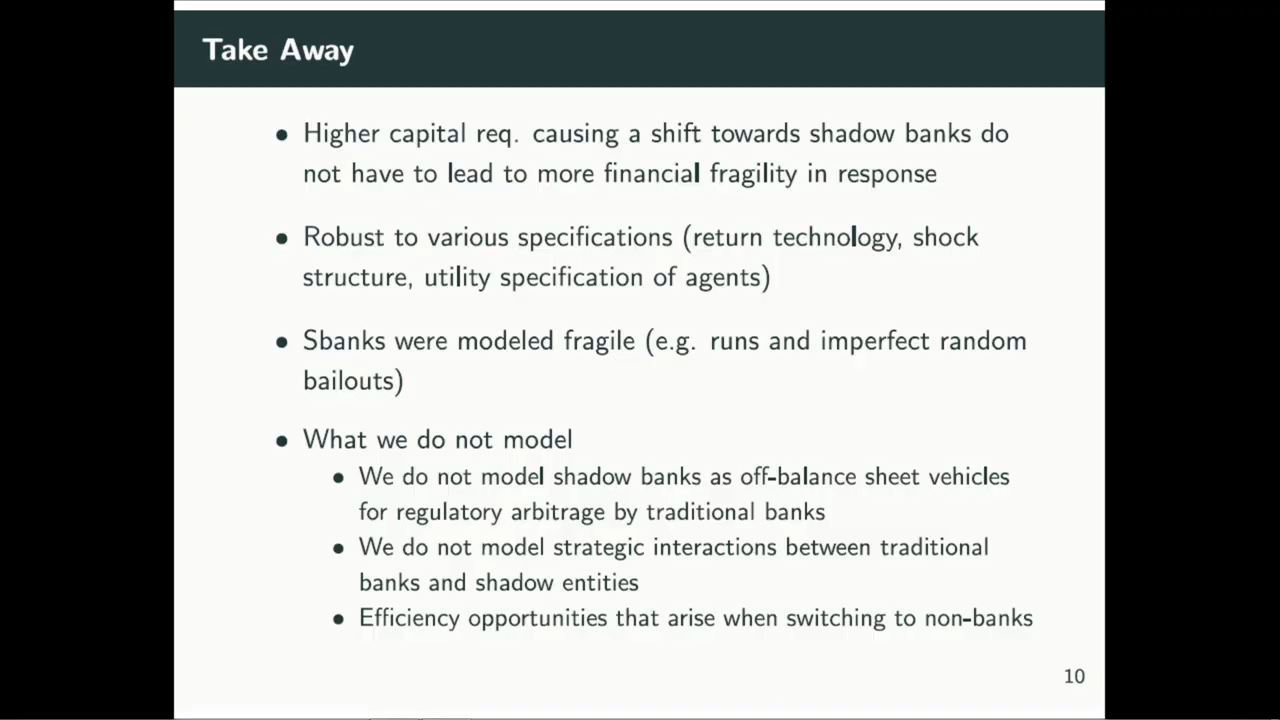 Take Away
• Higher capital req. causing a shift towards shadow banks do
not have to lead to more financial fragility in response
• Robust to various specifications (return technology, shock
structure, utility specification of agents)
• Sbanks were modeled fragile (e.g. runs and imperfect random
bailouts)
• What we do not model
• We do not model shadow banks as off-balance sheet vehicles
for regulatory arbitrage by traditional banks
• We do not model strategic interactions between traditional
banks and shadow entities
• Efficiency opportunities that arise when switching to non-banks
10